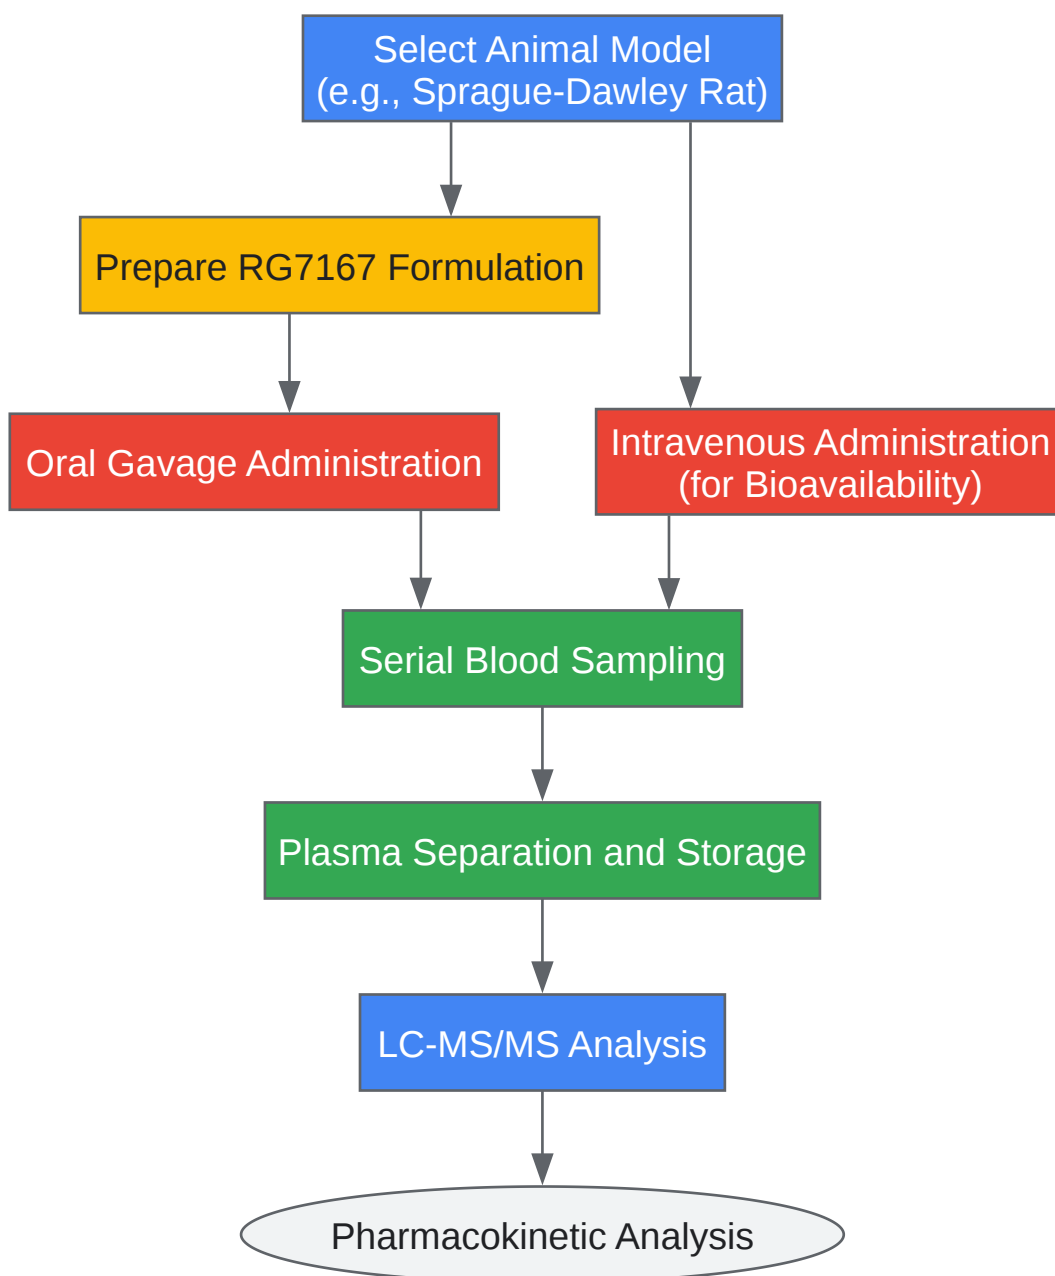 Select Animal Model
(e.g., Sprague-Dawley Rat)
Prepare RG7167 Formulation
Oral Gavage Administration
Intravenous Administration
(for Bioavailability)
Serial Blood Sampling
Plasma Separation and Storage
LC-MS/MS Analysis
Pharmacokinetic Analysis